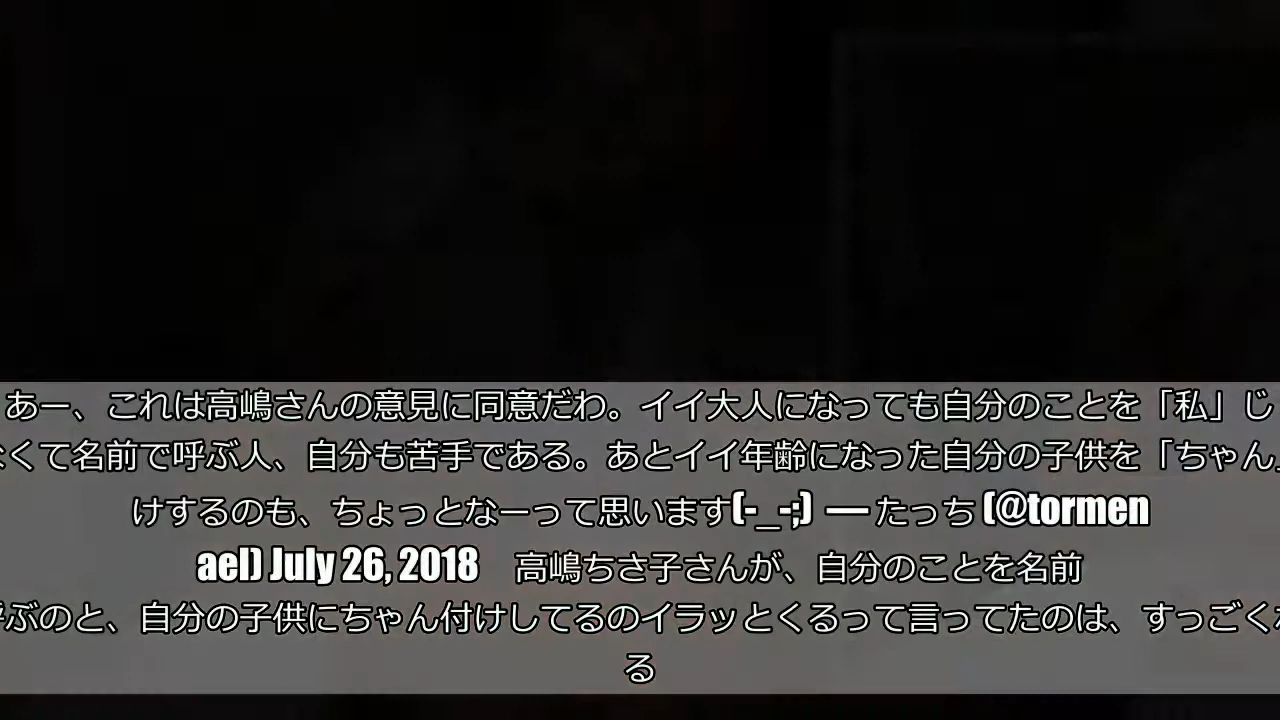 あー、これは高嶋さんの意見に同意だわ。イイ大人になっても自分のことを「私」じ
くて名前で呼ぶ人、自分も苦手である。あとイイ年齢になった自分の子供を「ちゃん」
けするのも、ちょっとなーって思います(-_-;) — たっち (@tormen
ael) July 26, 2018 高嶋ちさ子さんが、自分のことを名前
ぶのと、自分の子供にちゃん付けしてるのイラッとくるって言ってたのは、すっごく
る